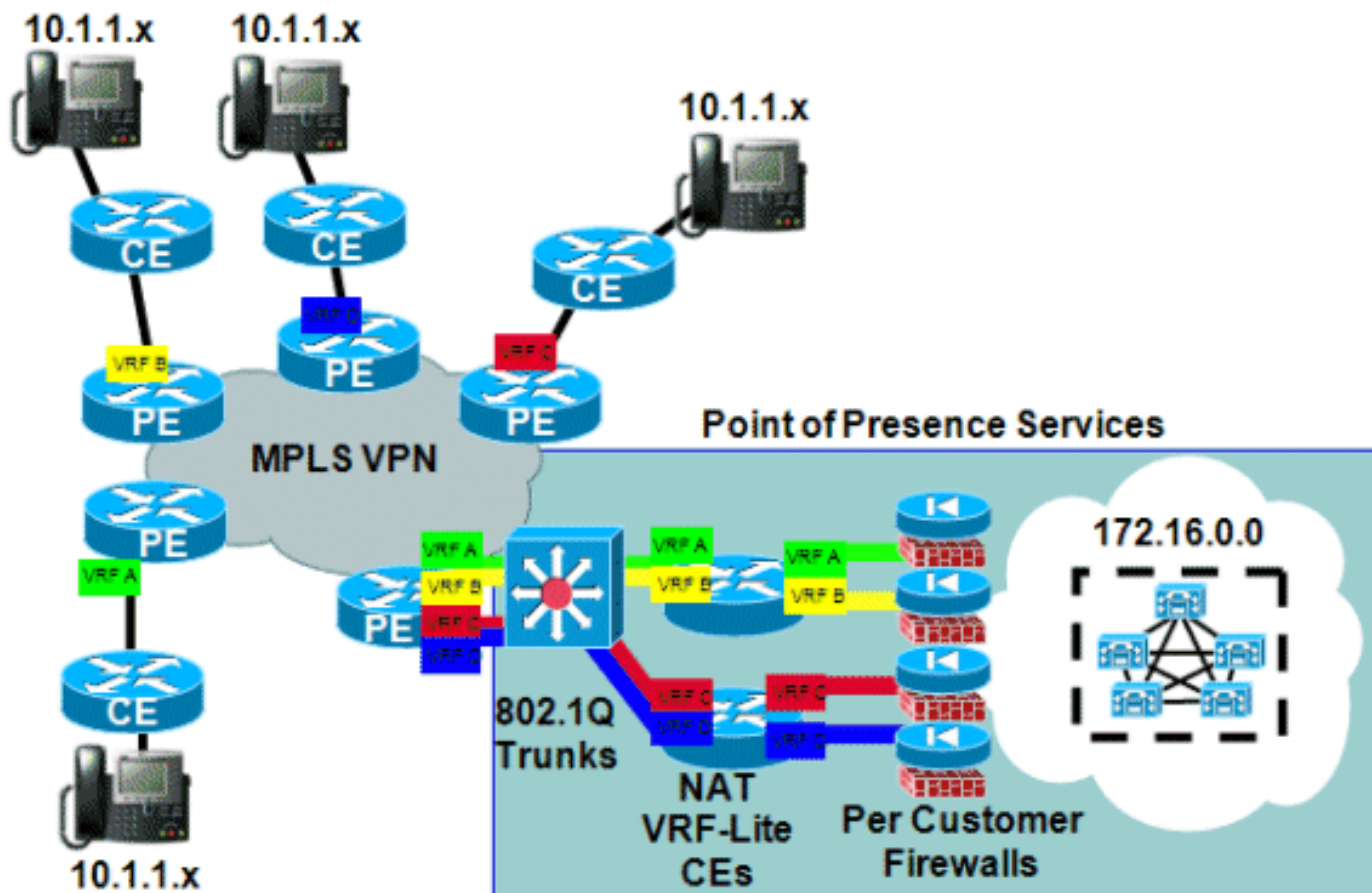 10.1.1.x
10.1.1.x
10.1.1.x
CE
CE
CE
VRF B
VRF D
VRF C
PE
PE
PE
MPLS VPN
Point of Presence Services
PE
VRF A
VRF A
VRF B
VRF C
VRF D
PE
VRF A
VRF B
VRF A
VRF B
172.16.0.0
CE
802.1Q
Trunks
VRF C
VRF D
VRF C
VRF D
NAT
VRF-Lite
CEs
Per Customer
Firewalls
10.1.1.x